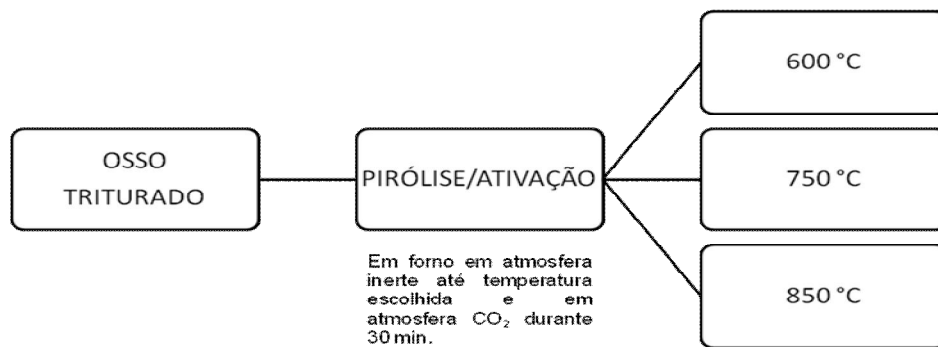 OSSO
TRITURADO
PIRÓLISE/ATIVAÇÃO
Em forno em atmosfera
inerte até temperatura
escolhida e em
atmosfera CO₂ durante
30 min.
600 °C
750 °C
850 °C